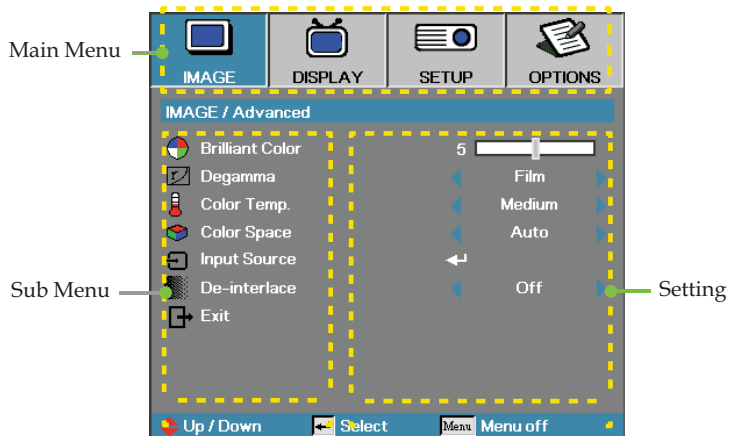 Main Menu
IMAGE DISPLAY SETUP OPTIONS
IMAGE / Advanced
Brilliant Color 5
Degamma Film
Color Temp. Medium
Color Space Auto
Input Source
Sub Menu De-interlace Off Setting
Exit
Up / Down Select Menu Menu off